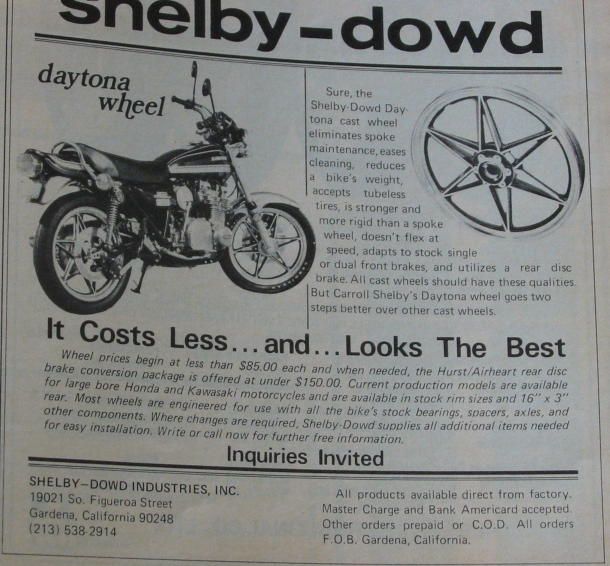 shelby-dowd
daytona
wheel
Sure, the
Shelby-Dowd Day-
tona cast wheel
eliminates spoke
maintenance, eases
cleaning, reduces
a bike's weight,
accepts tubeless
tires, is stronger and
more rigid than a spoke
wheel, doesn't flex at
speed, adapts to stock single
or dual front brakes, and utilizes a rear disc
brake. All cast wheels should have these qualities.
But Carroll Shelby's Daytona wheel goes two
steps better over other cast wheels.
It Costs Less...and...Looks The Best
Wheel prices begin at less than $85.00 each and when needed, the Hurst/Airheart rear disc
brake conversion package is offered at under $150.00. Current production models are available
for large bore Honda and Kawasaki motorcycles and are available in stock rim sizes and 16" x 3"
rear. Most wheels are engineered for use with all the bike's stock bearings, spacers, axles, and
other components. Where changes are required, Shelby-Dowd supplies all additional items needed
for easy installation. Write or call now for further free information.
Inquiries Invited
SHELBY-DOWD INDUSTRIES, INC.
19021 So. Figueroa Street
Gardena, California 90248
(213) 538-2914
All products available direct from factory.
Master Charge and Bank Americard accepted.
Other orders prepaid or C.O.D. All orders
F.O.B. Gardena, California.